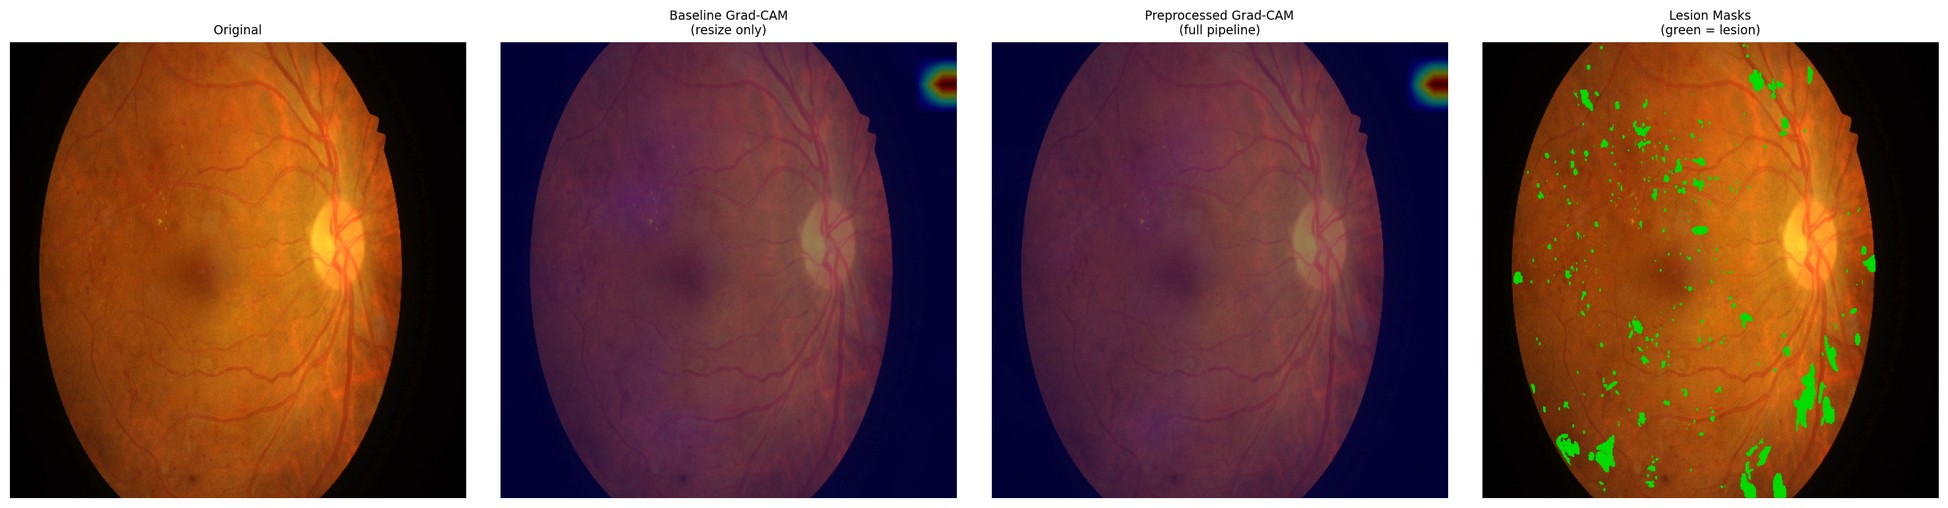 Original
Baseline Grad-CAM
(resize only)
Preprocessed Grad-CAM
(full pipeline)
Lesion Masks
(green = lesion)